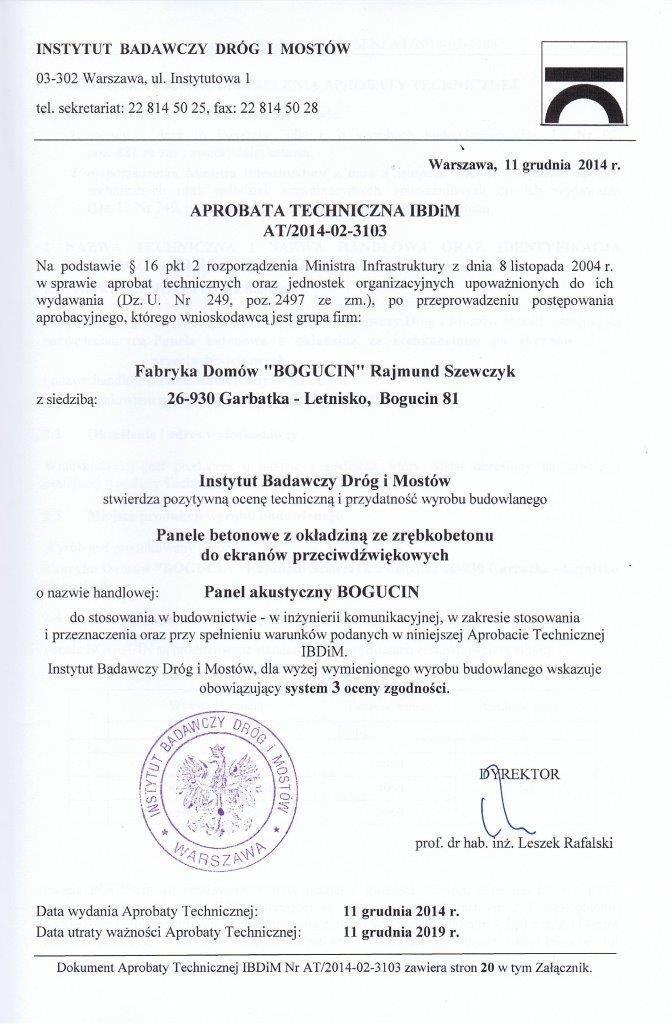 INSTYTUT BADAWCZY DRÓG I MOSTÓW
03-302 Warszawa, ul. Instytutowa 1
tel. sekretariat: 22 814 50 25, fax: 22 814 50 28
Warszawa, 11 grudnia 2014 r.
APROBATA TECHNICZNA IBDiM
AT/2014-02-3103
Na podstawie § 16 pkt 2 rozporządzenia Ministra Infrastruktury z dnia 8 listopada 2004 r.
w sprawie aprobat technicznych oraz jednostek organizacyjnych upoważnionych do ich
wydawania (Dz. U. Nr 249, poz. 2497 ze zm.), po przeprowadzeniu postępowania
aprobacyjnego, którego wnioskodawcą jest grupa firm:
Fabryka Domów "BOGUCIN" Rajmund Szewczyk
z siedzibą: 26-930 Garbatka - Letnisko, Bogucin 81
Instytut Badawczy Dróg i Mostów
stwierdza pozytywną ocenę techniczną i przydatność wyrobu budowlanego
Panele betonowe z okładziną ze zrębkobetonu
do ekranów przeciwdźwiękowych
o nazwie handlowej: Panel akustyczny BOGUCIN
do stosowania w budownictwie - w inżynierii komunikacyjnej, w zakresie stosowania
i przeznaczenia oraz przy spełnieniu warunków podanych w niniejszej Aprobacie Technicznej
IBDiM.
Instytut Badawczy Dróg i Mostów, dla wyżej wymienionego wyrobu budowlanego wskazuje
obowiązujący system 3 oceny zgodności.
INSTYTUT BADAWCZY DRÓG I MOSTÓW
* WARSZAWA *
DYREKTOR
prof. dr hab. inż. Leszek Rafalski
Data wydania Aprobaty Technicznej: 11 grudnia 2014 r.
Data utraty ważności Aprobaty Technicznej: 11 grudnia 2019 r.
Dokument Aprobaty Technicznej IBDiM Nr AT/2014-02-3103 zawiera stron 20 w tym Załącznik.